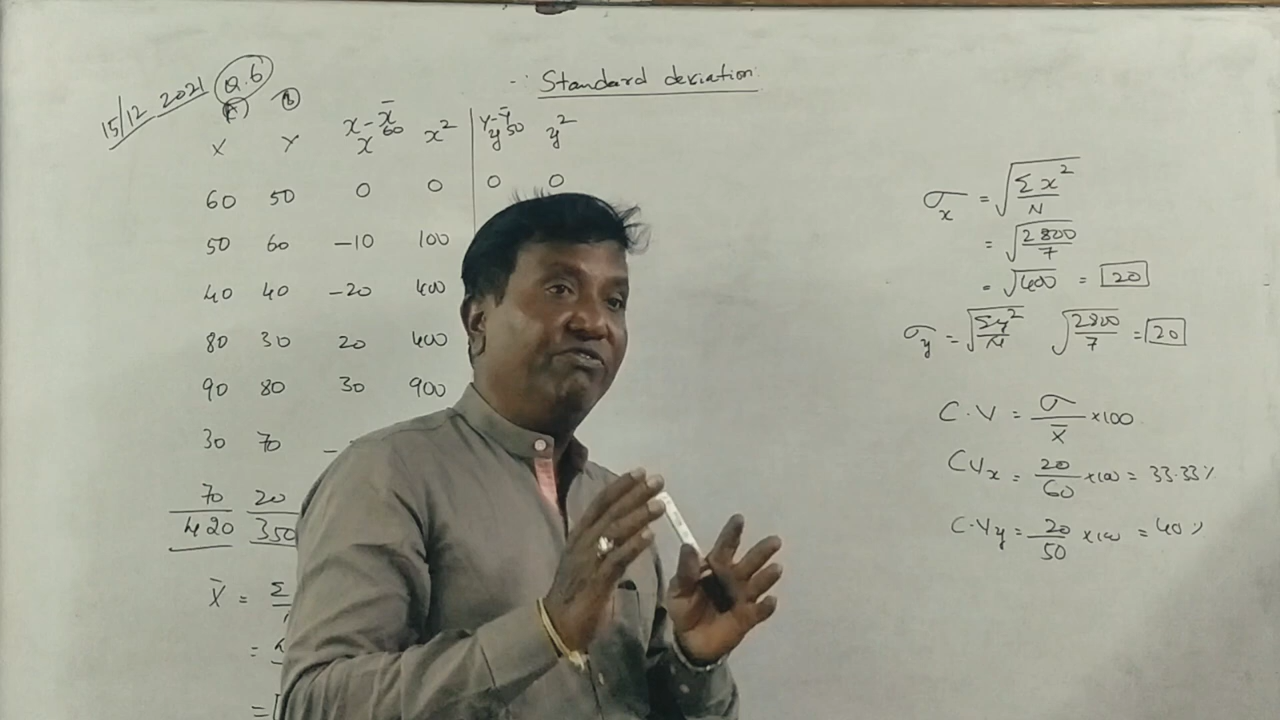 15/12 2021 Q.6
∴ Standard deviation
X Y x-x̄ 60 x x² Y-Ȳ 50 y y²
60 50 0 0 0 0
50 60 -10 100
40 40 -20 400
80 30 20 400
90 80 30 900
30 70 -
70 20
420 350
X̄ = Σ
=
=
σx = √Σx²/N
= √2800/7
= √400 = 20
σy = √Σy²/N √2800/7 = 20
C.V = σ/X̄ ×100
CVx = 20/60 ×100 = 33.33%
C.Vy = 20/50 ×100 = 40%